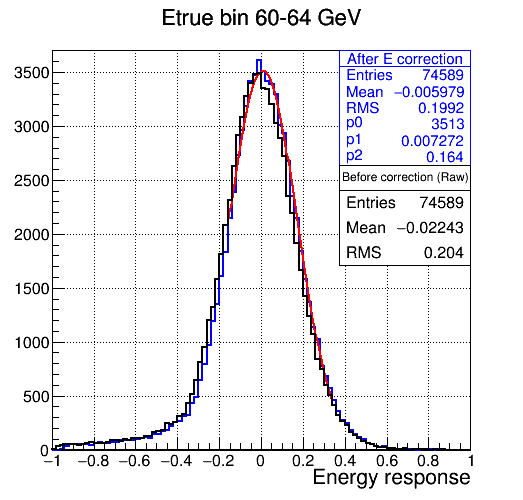 Etrue bin 60-64 GeV
After E correction
Entries 74589
Mean −0.005979
RMS 0.1992
p0 3513
p1 0.007272
p2 0.164
Before correction (Raw)
Entries 74589
Mean −0.02243
RMS 0.204
3500
3000
2500
2000
1500
1000
500
0
−1 −0.8 −0.6 −0.4 −0.2 0 0.2 0.4 0.6 0.8 1
Energy response